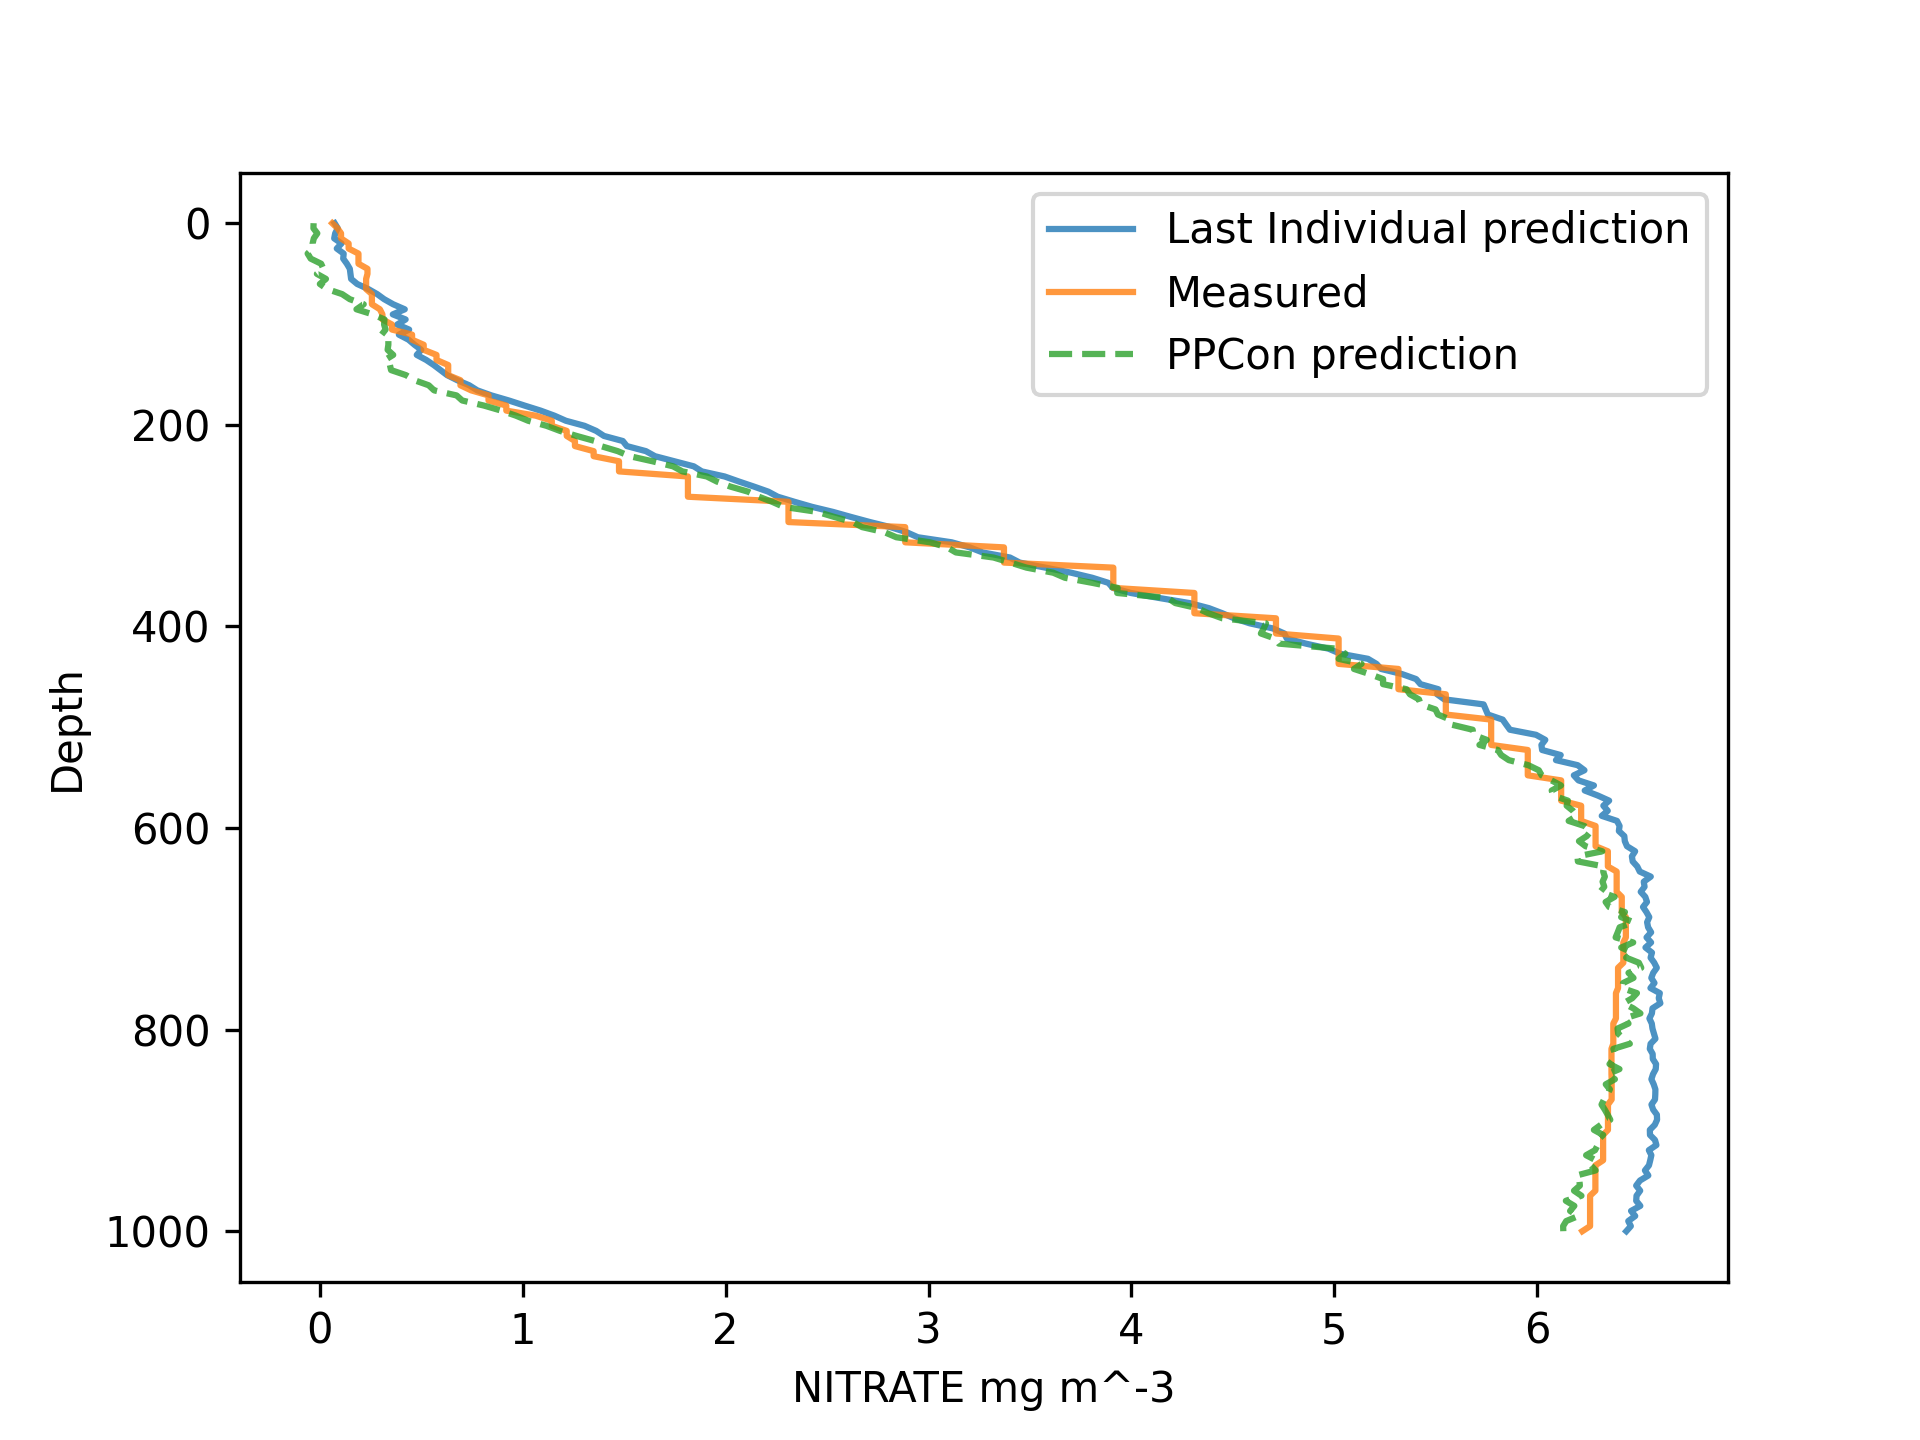 Last Individual prediction
Measured
PPCon prediction
0
200
400
600
800
1000
Depth
0 1 2 3 4 5 6
NITRATE mg m^-3